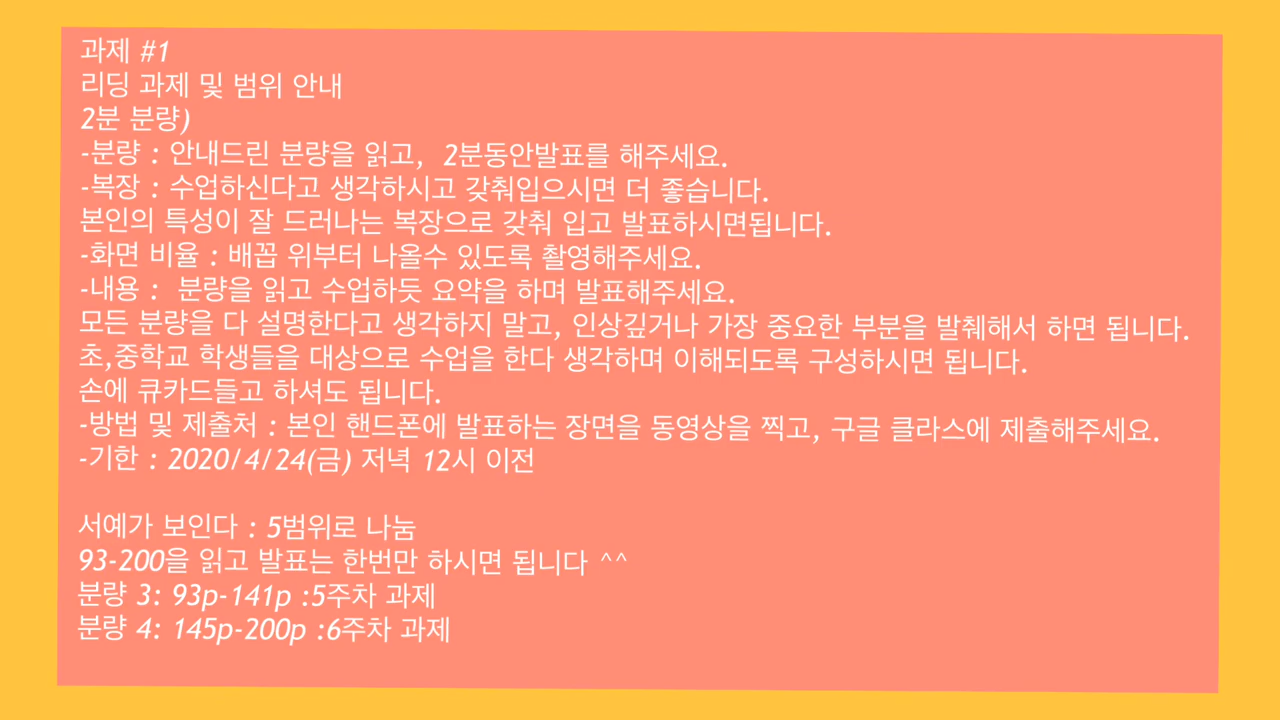 과제 #1
리딩 과제 및 범위 안내
2분 분량)
-분량 : 안내드린 분량을 읽고, 2분동안발표를 해주세요.
-복장 : 수업하신다고 생각하시고 갖춰입으시면 더 좋습니다.
본인의 특성이 잘 드러나는 복장으로 갖춰 입고 발표하시면됩니다.
-화면 비율 : 배꼽 위부터 나올수 있도록 촬영해주세요.
-내용 : 분량을 읽고 수업하듯 요약을 하며 발표해주세요.
모든 분량을 다 설명한다고 생각하지 말고, 인상깊거나 가장 중요한 부분을 발췌해서 하면 됩니다.
초,중학교 학생들을 대상으로 수업을 한다 생각하며 이해되도록 구성하시면 됩니다.
손에 큐카드들고 하셔도 됩니다.
-방법 및 제출처 : 본인 핸드폰에 발표하는 장면을 동영상을 찍고, 구글 클라스에 제출해주세요.
-기한 : 2020/4/24(금) 저녁 12시 이전
서예가 보인다 : 5범위로 나눔
93-200을 읽고 발표는 한번만 하시면 됩니다 ^^
분량 3: 93p-141p :5주차 과제
분량 4: 145p-200p :6주차 과제